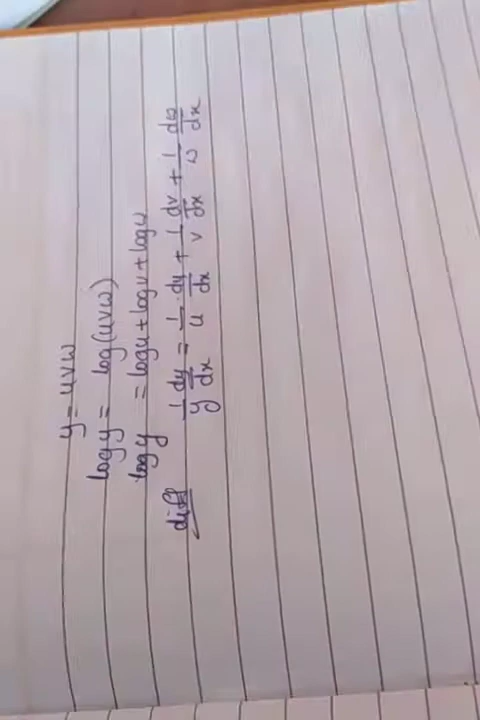 y = uvw
log y = log(uvw)
log y = log u + log v + log w
diff 1/y dy/dx = 1/u · dy/dx + 1/v dv/dx + 1/w dw/dx